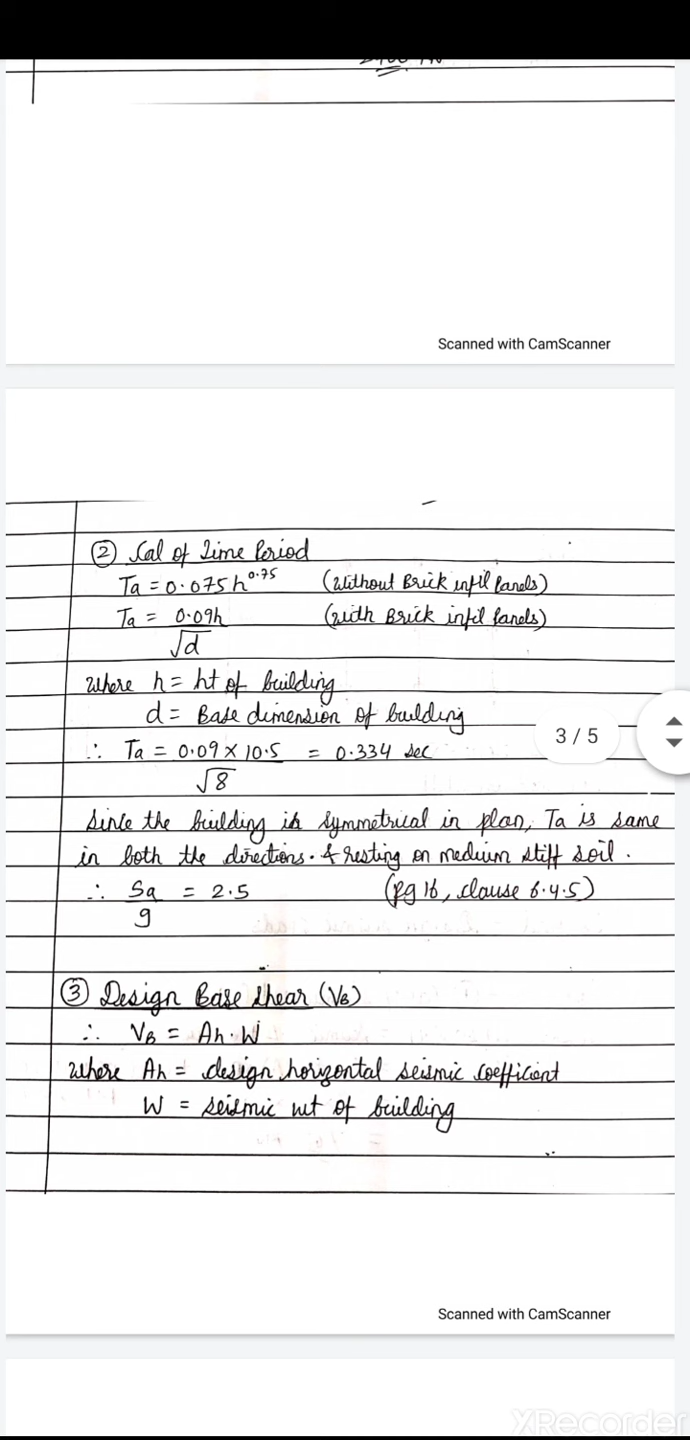 Scanned with CamScanner
② Cal of Time Period
Ta = 0.075 h^0.75 (Without Brick infil Panels)
Ta = 0.09h / √d (with Brick infil Panels)
where h = ht of building
d = Base dimension of building
∴ Ta = 0.09 × 10.5 / √8 = 0.334 sec
3 / 5
Since the building is symmetrical in plan, Ta is same
in both the directions. & resting on medium stiff soil.
∴ Sa / g = 2.5 (Pg 16, clause 6.4.5)
③ Design Base Shear (VB)
∴ VB = Ah . W
where Ah = design horizontal seismic coefficient
W = seismic wt of building
Scanned with CamScanner
XRecorder